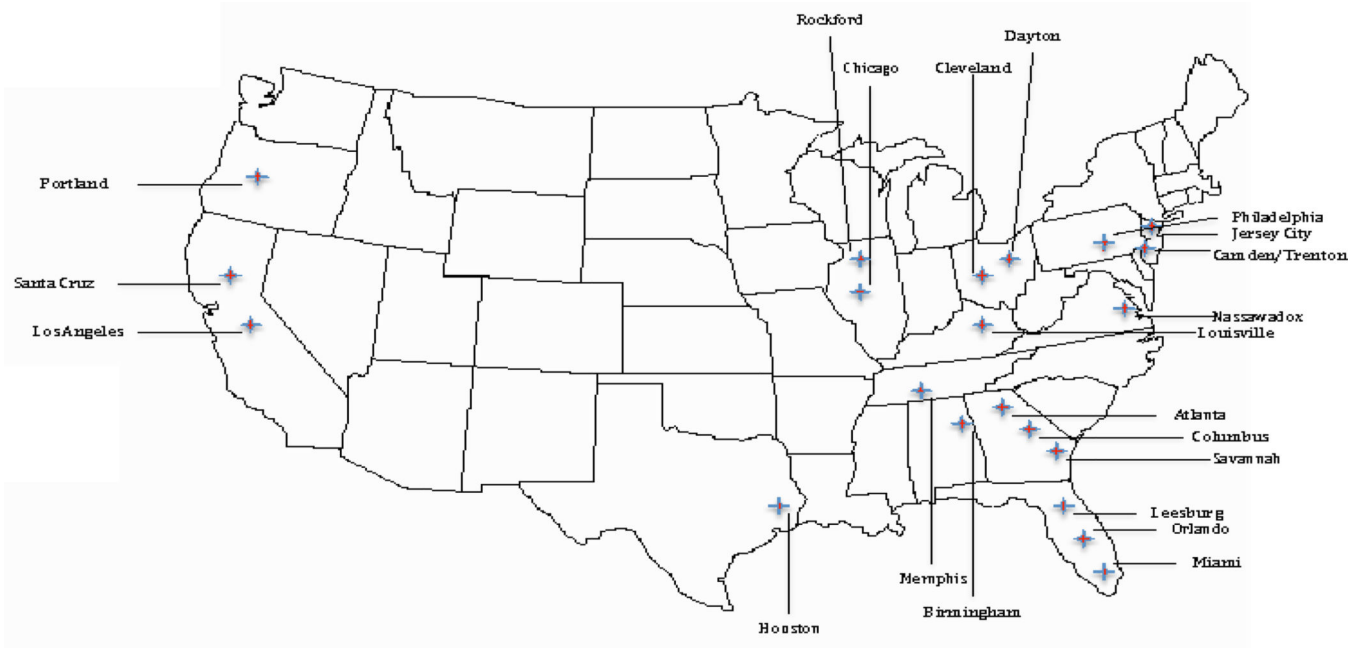 Rockford
Dayton
Chicago
Cleveland
Portland
Philadelphia
Jersey City
Camden/Trenton
Santa Cruz
Nassawadox
Los Angeles
Louisville
Atlanta
Columbus
Savannah
Leesburg
Orlando
Miami
Memphis
Birmingham
Houston